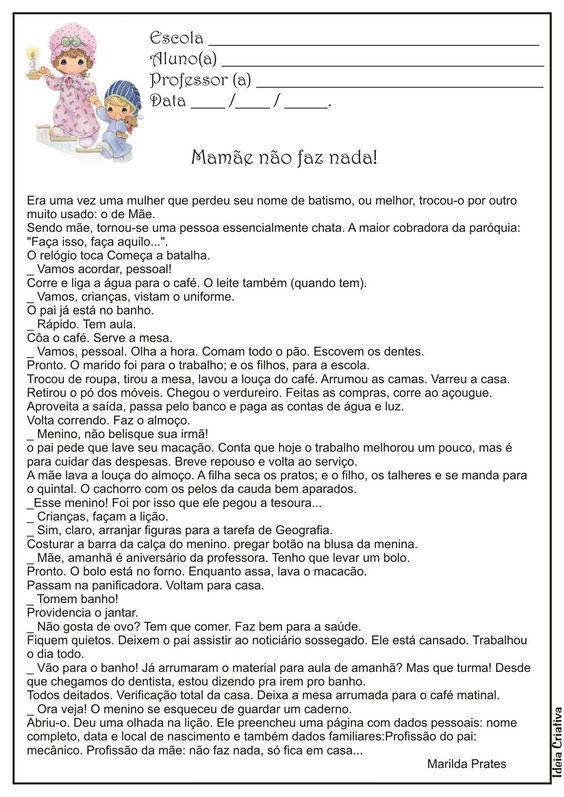 Escola ________________________________
Aluno(a) ________________________________
Professor (a) ____________________________
Data ____ /____ / _____.
Mamãe não faz nada!
Era uma vez uma mulher que perdeu seu nome de batismo, ou melhor, trocou-o por outro
muito usado: o de Mãe.
Sendo mãe, tornou-se uma pessoa essencialmente chata. A maior cobradora da paróquia:
"Faça isso, faça aquilo...".
O relógio toca Começa a batalha.
_ Vamos acordar, pessoal!
Corre e liga a água para o café. O leite também (quando tem).
_ Vamos, crianças, vistam o uniforme.
O pai já está no banho.
_ Rápido. Tem aula.
Côa o café. Serve a mesa.
_ Vamos, pessoal. Olha a hora. Comam todo o pão. Escovem os dentes.
Pronto. O marido foi para o trabalho; e os filhos, para a escola.
Trocou de roupa, tirou a mesa, lavou a louça do café. Arrumou as camas. Varreu a casa.
Retirou o pó dos móveis. Chegou o verdureiro. Feitas as compras, corre ao açougue.
Aproveita a saída, passa pelo banco e paga as contas de água e luz.
Volta correndo. Faz o almoço.
_ Menino, não belisque sua irmã!
o pai pede que lave seu macação. Conta que hoje o trabalho melhorou um pouco, mas é
para cuidar das despesas. Breve repouso e volta ao serviço.
A mãe lava a louça do almoço. A filha seca os pratos; e o filho, os talheres e se manda para
o quintal. O cachorro com os pelos da cauda bem aparados.
_Esse menino! Foi por isso que ele pegou a tesoura...
_ Crianças, façam a lição.
_ Sim, claro, arranjar figuras para a tarefa de Geografia.
Costurar a barra da calça do menino. pregar botão na blusa da menina.
_ Mãe, amanhã é aniversário da professora. Tenho que levar um bolo.
Pronto. O bolo está no forno. Enquanto assa, lava o macacão.
Passam na panificadora. Voltam para casa.
_ Tomem banho!
Providencia o jantar.
_ Não gosta de ovo? Tem que comer. Faz bem para a saúde.
Fiquem quietos. Deixem o pai assistir ao noticiário sossegado. Ele está cansado. Trabalhou
o dia todo.
_ Vão para o banho! Já arrumaram o material para aula de amanhã? Mas que turma! Desde
que chegamos do dentista, estou dizendo pra irem pro banho.
Todos deitados. Verificação total da casa. Deixa a mesa arrumada para o café matinal.
_ Ora veja! O menino se esqueceu de guardar um caderno.
Abriu-o. Deu uma olhada na lição. Ele preencheu uma página com dados pessoais: nome
completo, data e local de nascimento e também dados familiares:Profissão do pai:
mecânico. Profissão da mãe: não faz nada, só fica em casa...
Marilda Prates
Ideia Criativa